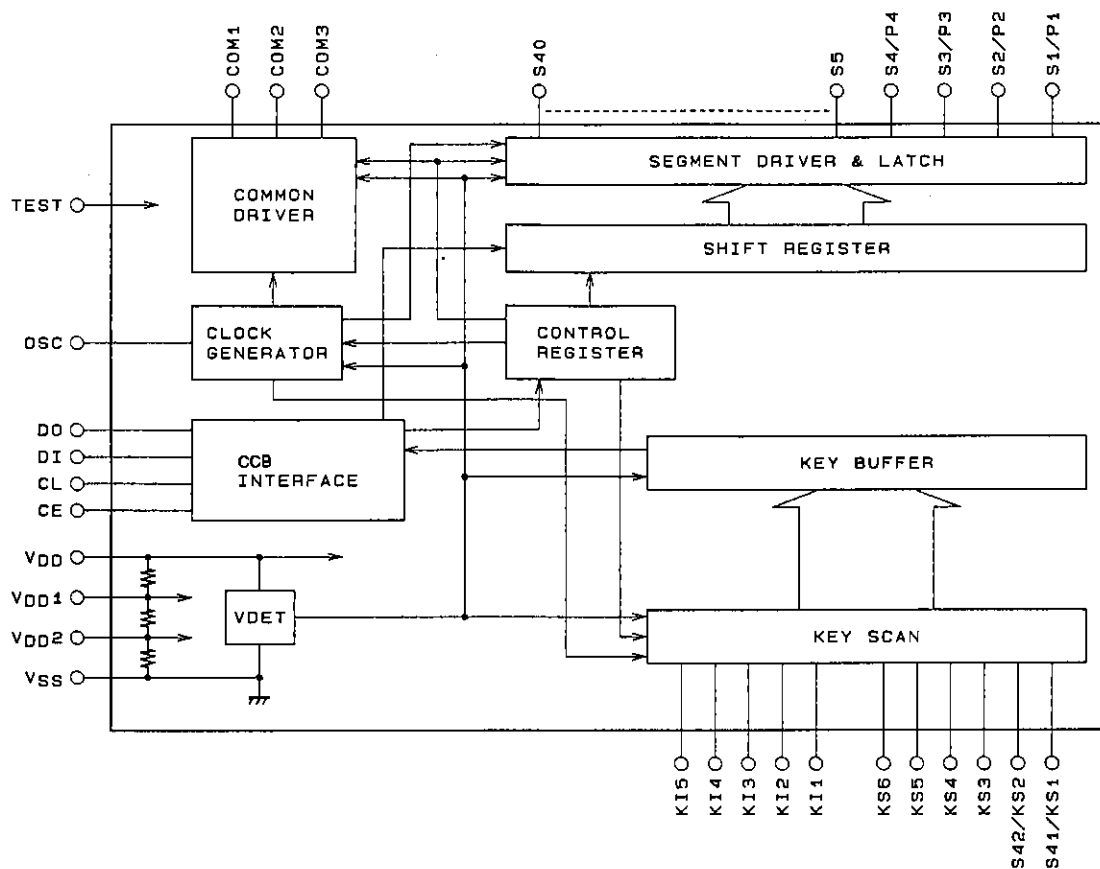 COM1
COM2
COM3
S40
S5
S4/P4
S3/P3
S2/P2
S1/P1
TEST
COMMON
DRIVER
SEGMENT DRIVER & LATCH
SHIFT REGISTER
OSC
CLOCK
GENERATOR
CONTROL
REGISTER
DO
DI
CL
CE
CCB
INTERFACE
KEY BUFFER
VDD
VDD1
VDD2
VSS
VDET
KEY SCAN
KI5
KI4
KI3
KI2
KI1
KS6
KS5
KS4
KS3
S42/KS2
S41/KS1